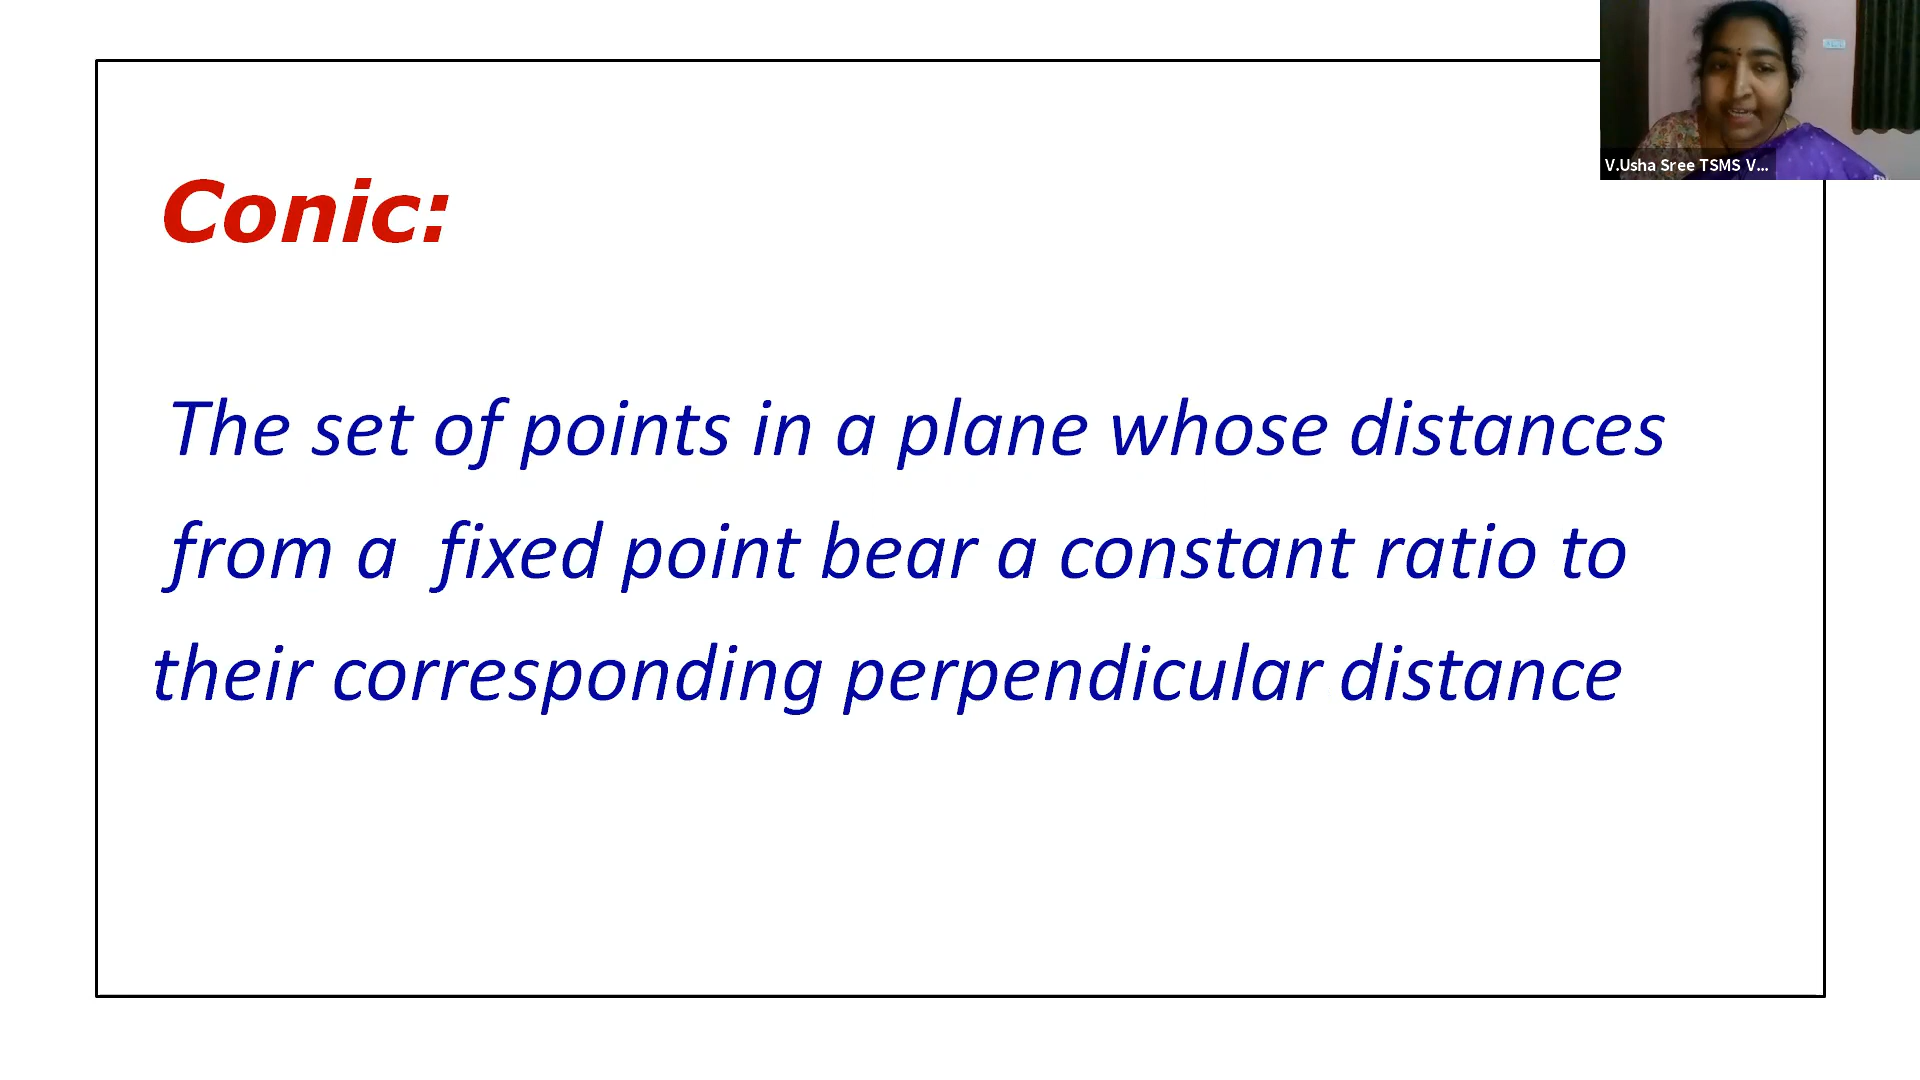 V.Usha Sree TSMS V...
Conic:
The set of points in a plane whose distances
from a fixed point bear a constant ratio to
their corresponding perpendicular distance